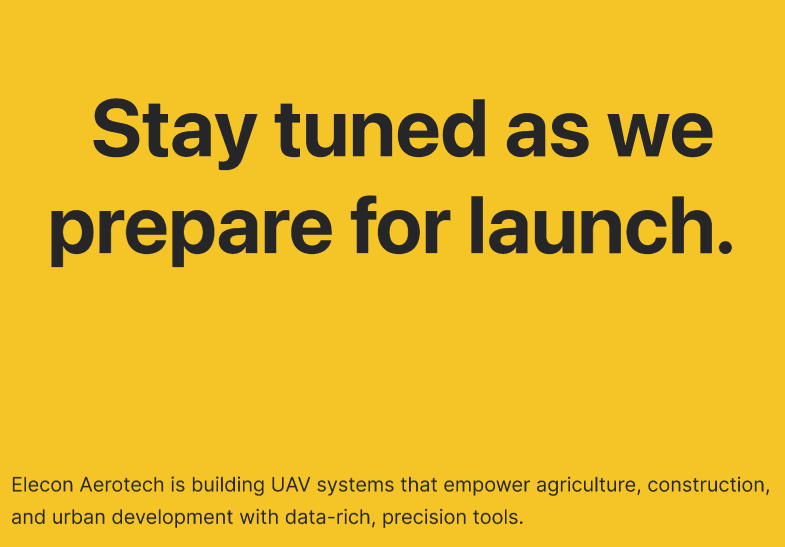 Stay tuned as we
prepare for launch.
Elecon Aerotech is building UAV systems that empower agriculture, construction,
and urban development with data-rich, precision tools.